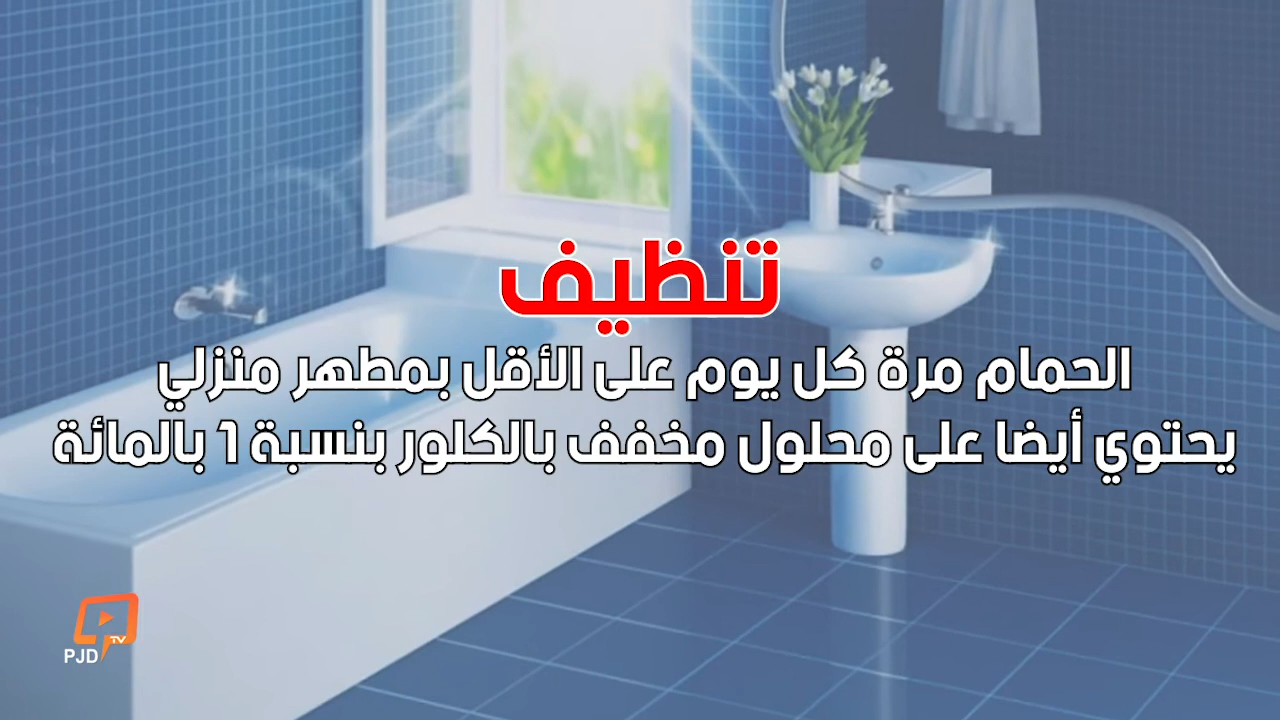 تنظيف
الحمام مرة كل يوم على الأقل بمطهر منزلي
يحتوي أيضا على محلول مخفف بالكلور بنسبة 1 بالمائة
TV
PJD